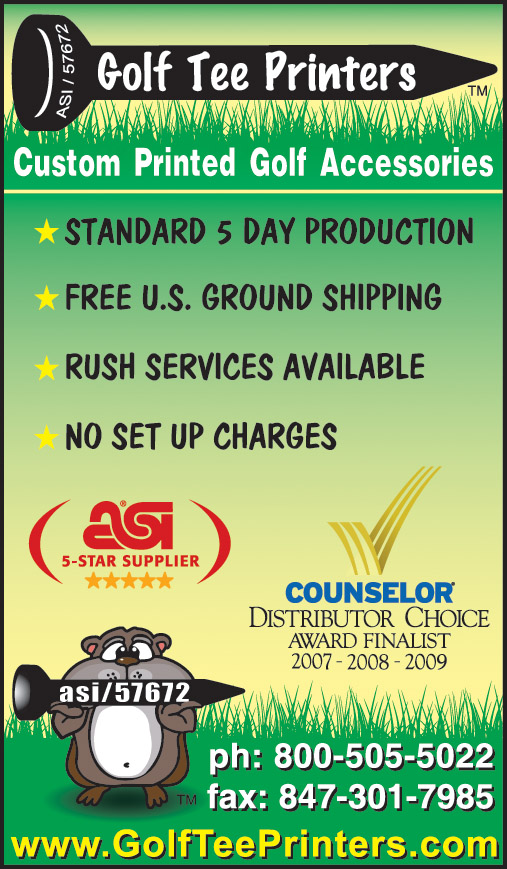 ASI / 57672
Golf Tee Printers
TM
Custom Printed Golf Accessories
STANDARD 5 DAY PRODUCTION
FREE U.S. GROUND SHIPPING
RUSH SERVICES AVAILABLE
NO SET UP CHARGES
asi®
5-STAR SUPPLIER
COUNSELOR®
DISTRIBUTOR CHOICE
AWARD FINALIST
2007 - 2008 - 2009
asi/57672
ph: 800-505-5022
TM fax: 847-301-7985
www.GolfTeePrinters.com